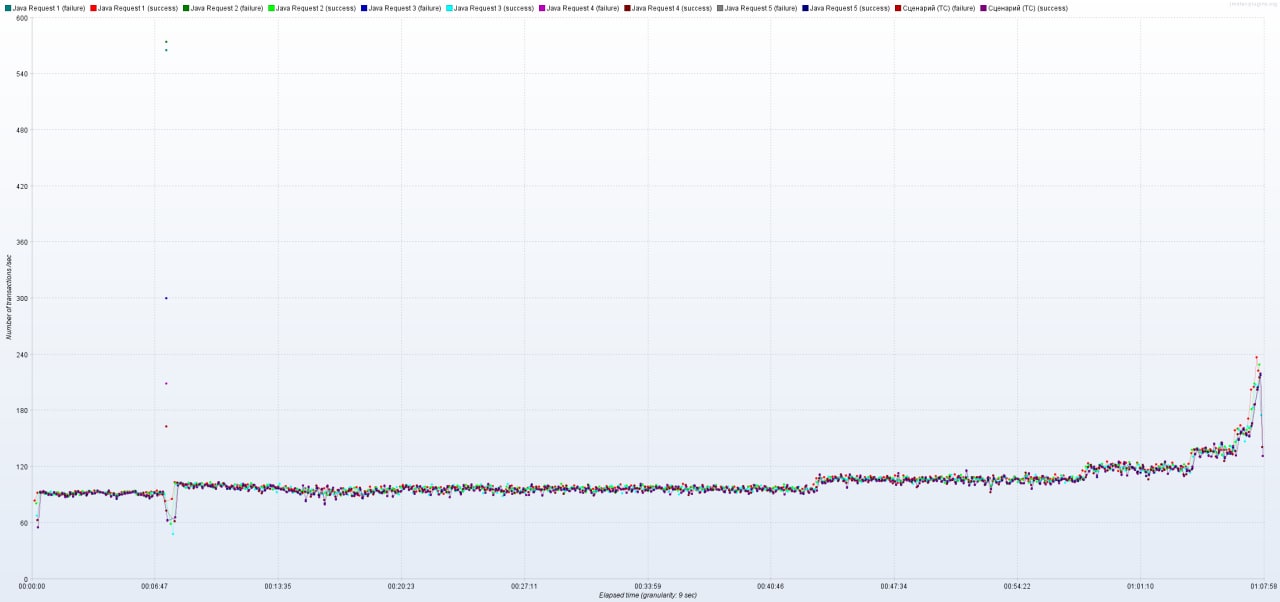 jmeter-plugins.org
Java Request 1 (failure) Java Request 1 (success) Java Request 2 (failure) Java Request 2 (success) Java Request 3 (failure) Java Request 3 (success) Java Request 4 (failure) Java Request 4 (success) Java Request 5 (failure) Java Request 5 (success) Сценарий (TC) (failure) Сценарий (TC) (success)
600
540
480
420
360
300
240
180
120
60
0
Number of transactions /sec
00:00:00 00:06:47 00:13:35 00:20:23 00:27:11 00:33:59 00:40:46 00:47:34 00:54:22 01:01:10 01:07:58
Elapsed time (granularity: 9 sec)